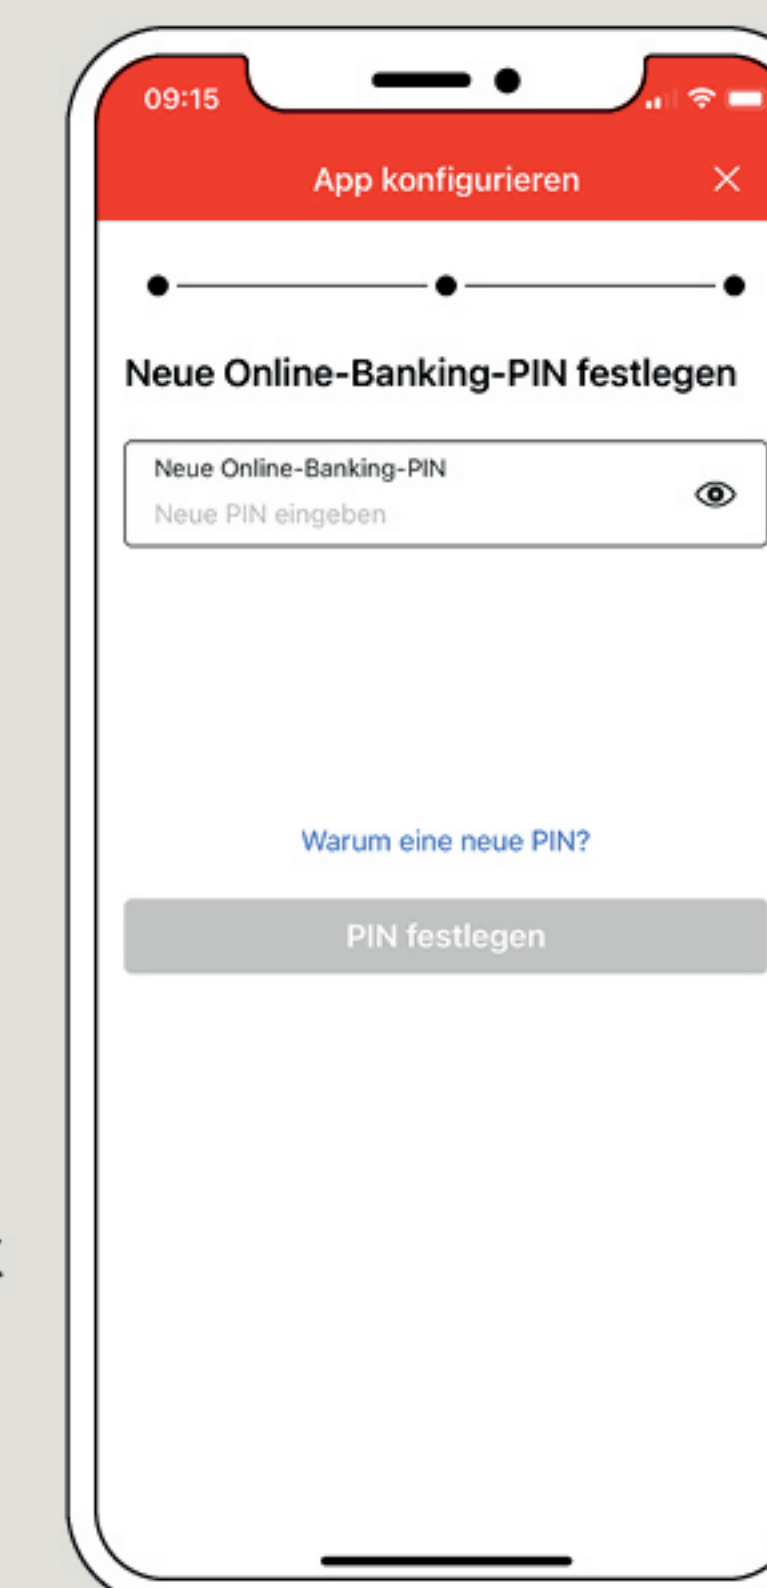 09:15
App konfigurieren
Neue Online-Banking-PIN festlegen
Neue Online-Banking-PIN
Neue PIN eingeben
Warum eine neue PIN?
PIN festlegen